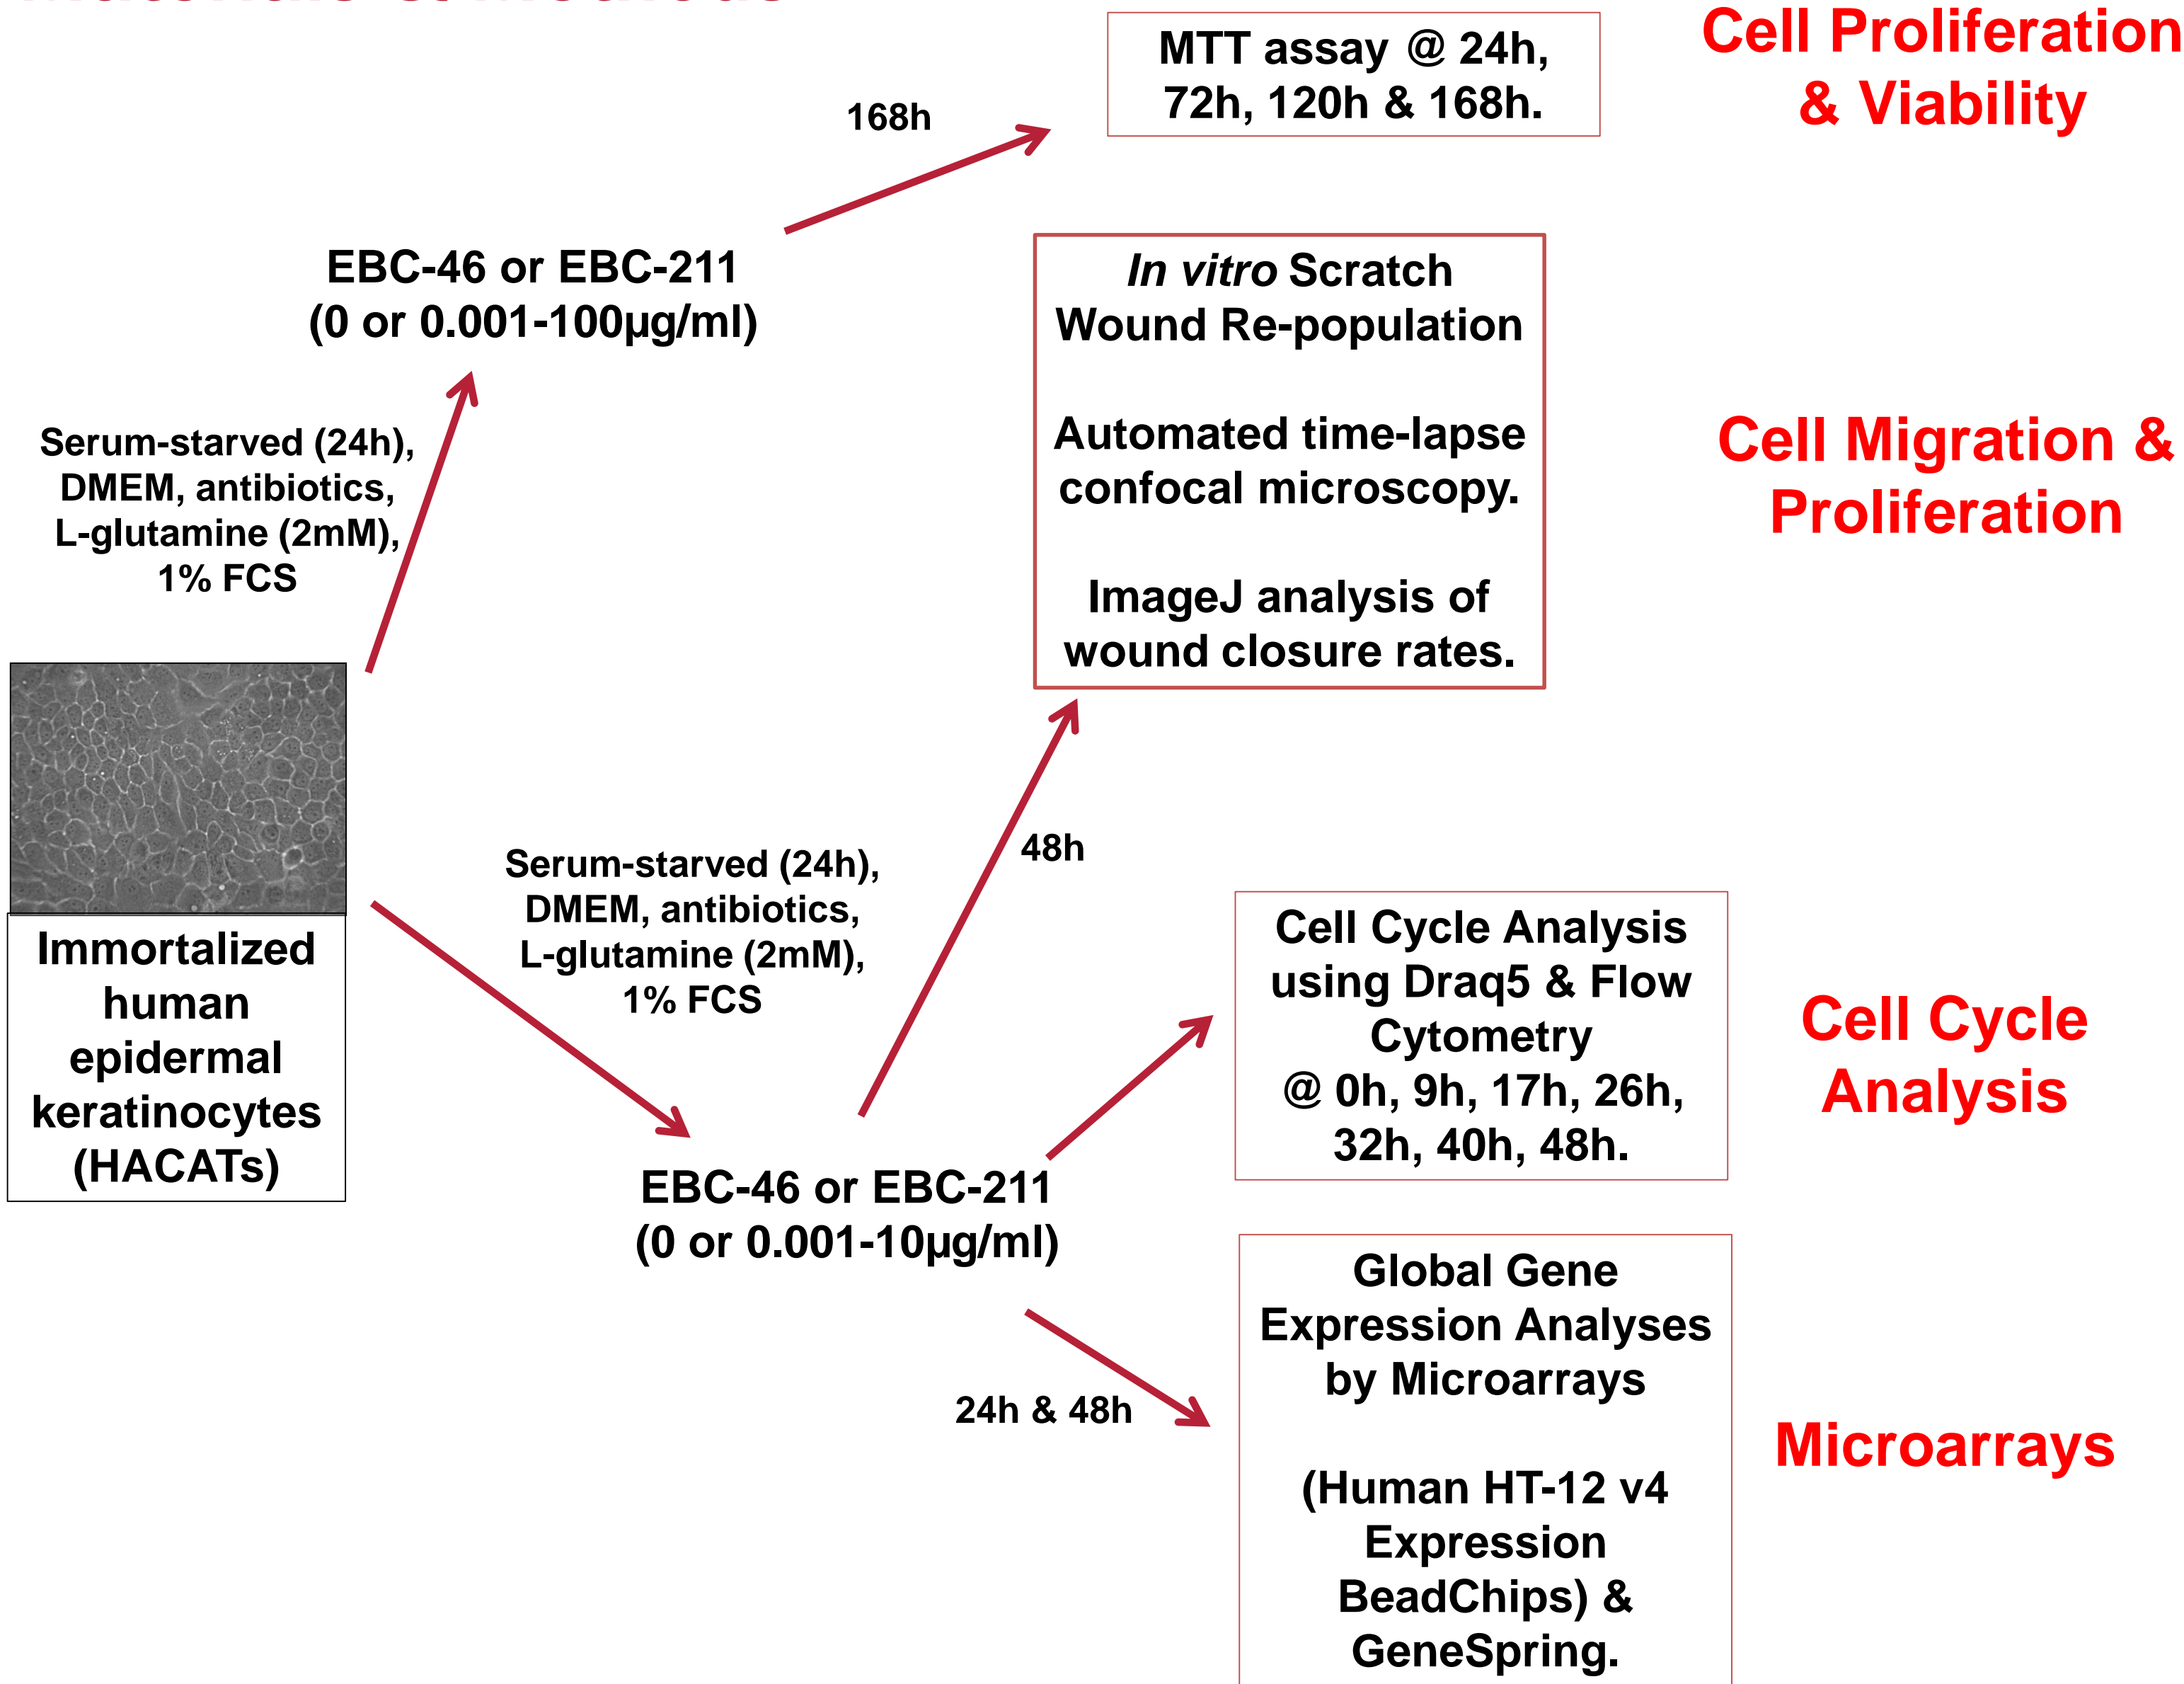 MTT assay @ 24h,
72h, 120h & 168h.
Cell Proliferation
& Viability
168h
EBC-46 or EBC-211
(0 or 0.001-100µg/ml)
In vitro Scratch
Wound Re-population
Automated time-lapse
confocal microscopy.
ImageJ analysis of
wound closure rates.
Cell Migration &
Proliferation
Serum-starved (24h),
DMEM, antibiotics,
L-glutamine (2mM),
1% FCS
Immortalized
human
epidermal
keratinocytes
(HACATs)
Serum-starved (24h),
DMEM, antibiotics,
L-glutamine (2mM),
1% FCS
48h
EBC-46 or EBC-211
(0 or 0.001-10µg/ml)
Cell Cycle Analysis
using Draq5 & Flow
Cytometry
@ 0h, 9h, 17h, 26h,
32h, 40h, 48h.
Cell Cycle
Analysis
24h & 48h
Global Gene
Expression Analyses
by Microarrays
(Human HT-12 v4
Expression
BeadChips) &
GeneSpring.
Microarrays